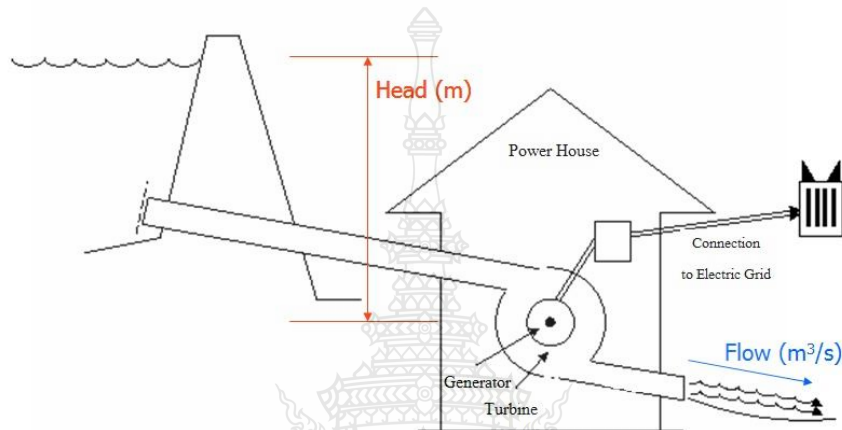 Head (m)
Power House
Connection
to Electric Grid
Flow (m³/s)
Generator
Turbine